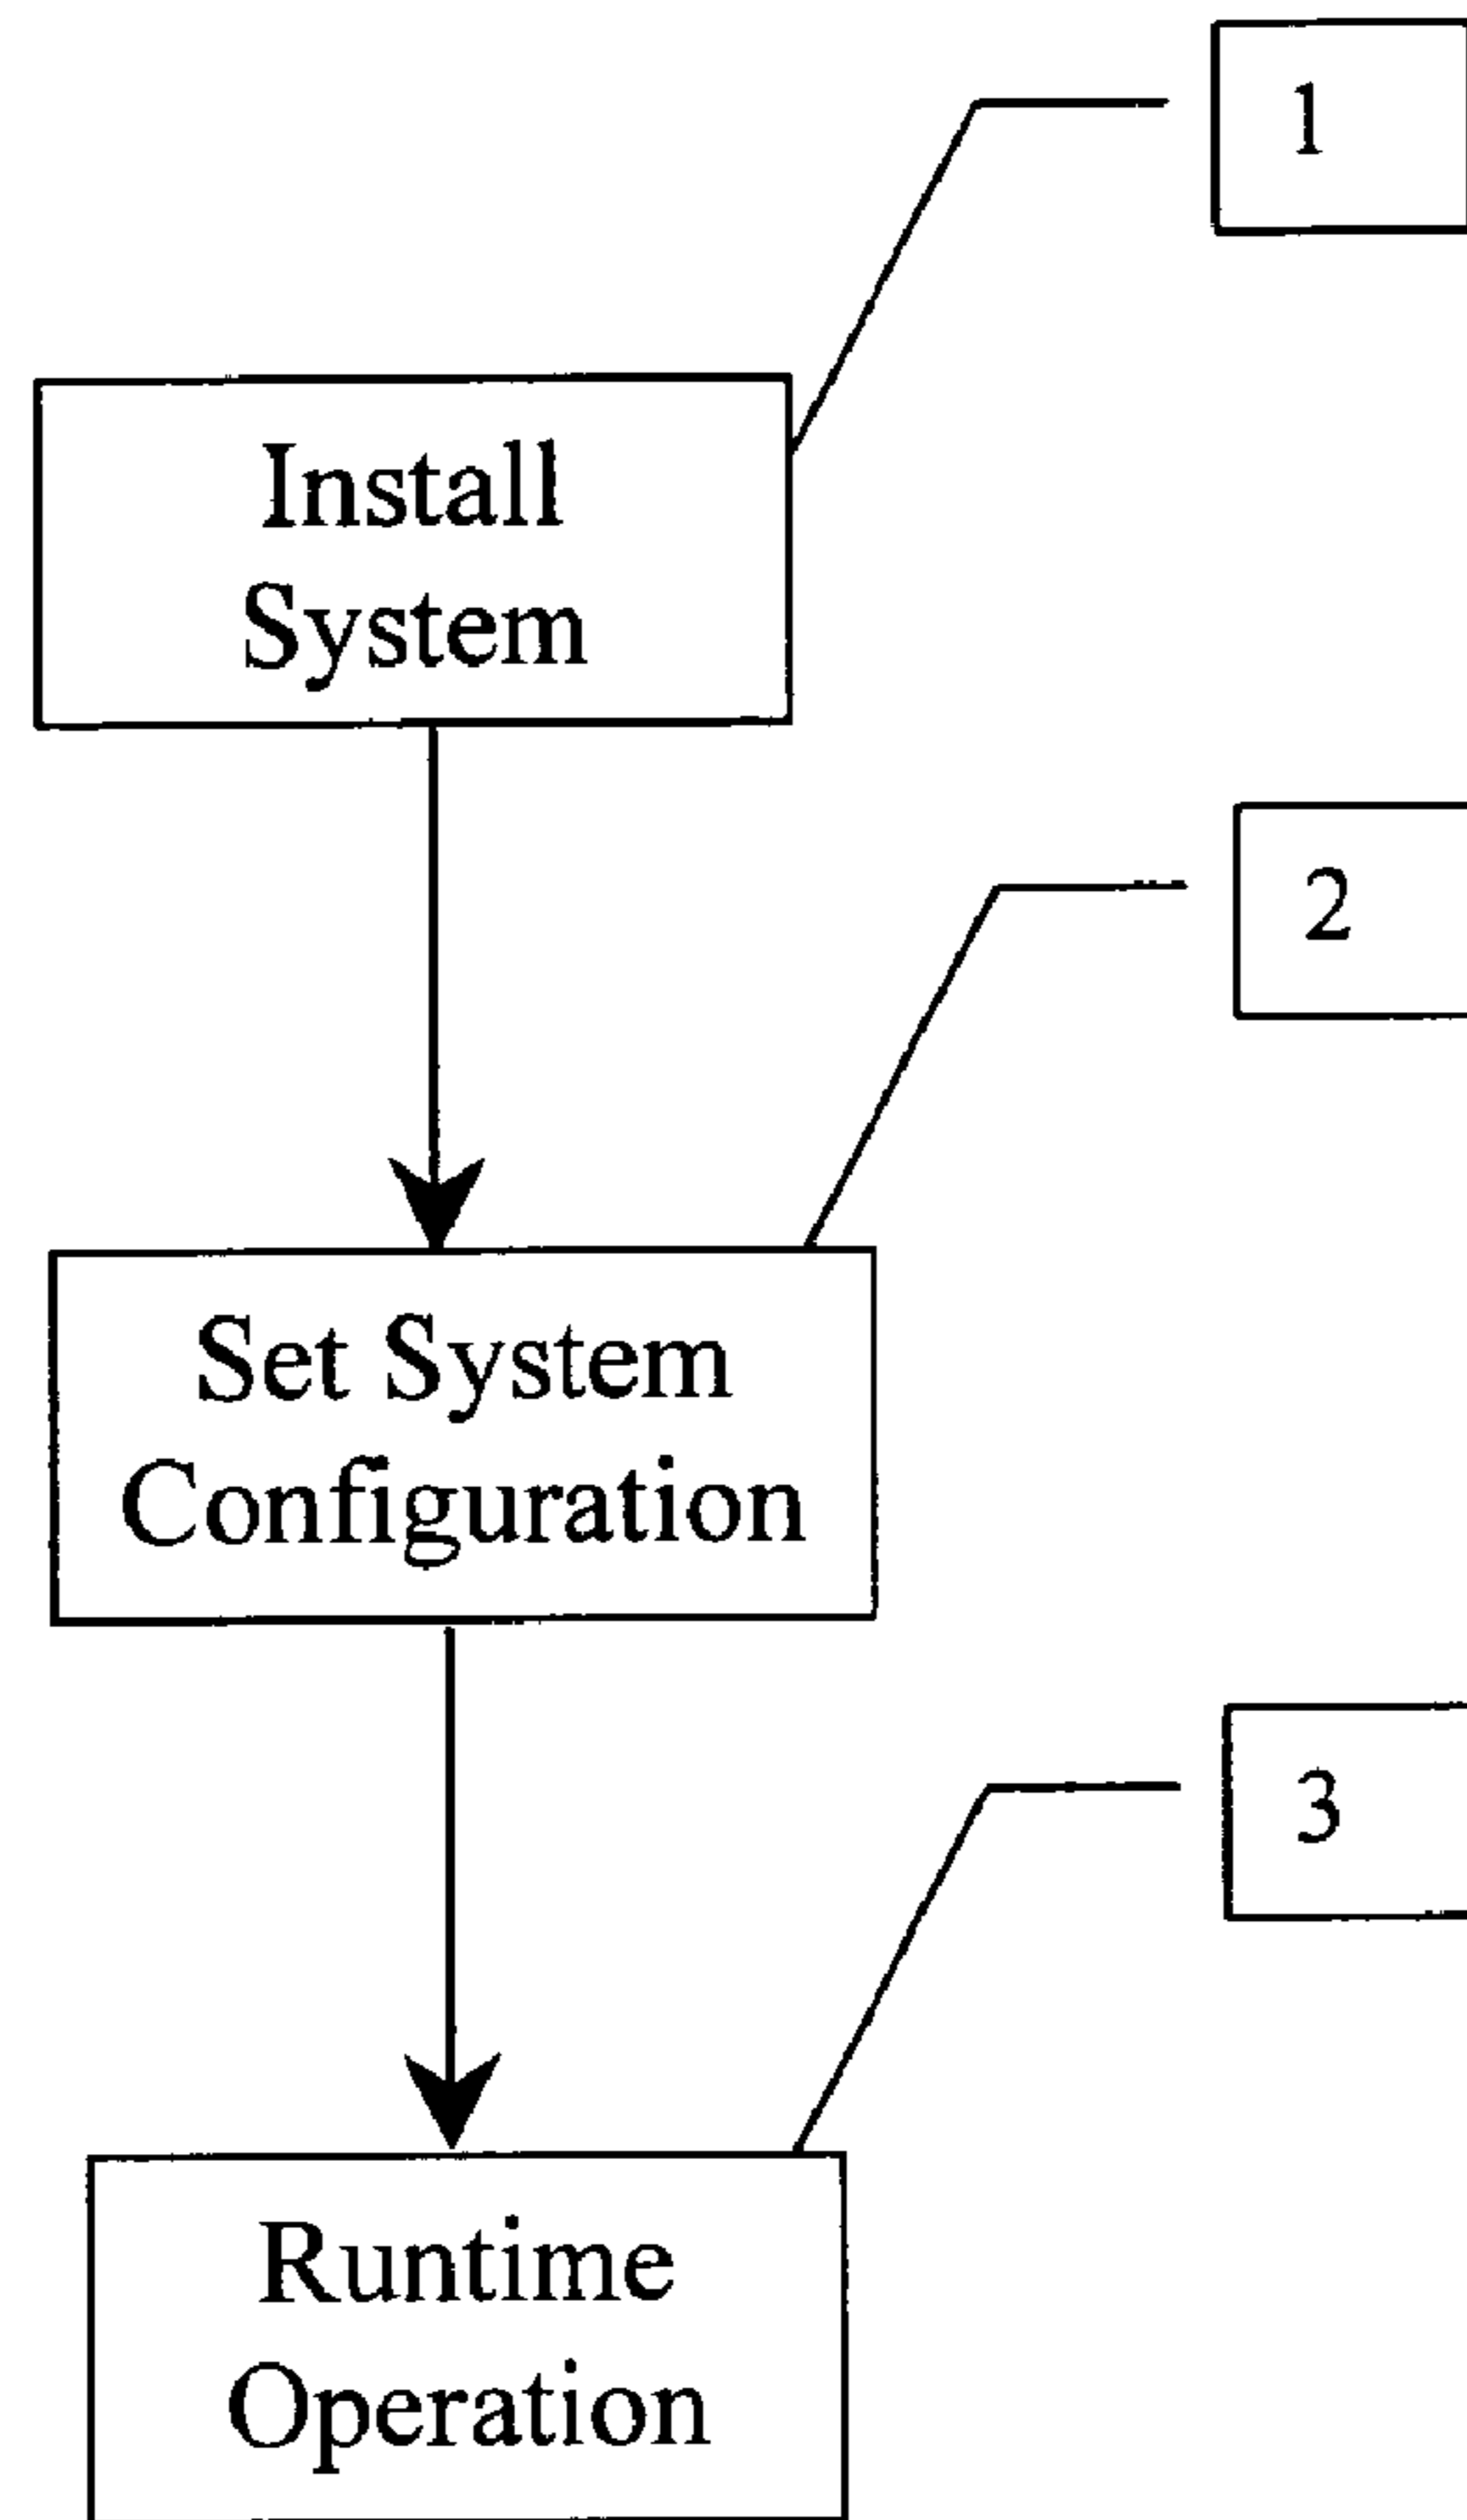 1
Install
System
2
Set System
Configuration
3
Runtime
Operation